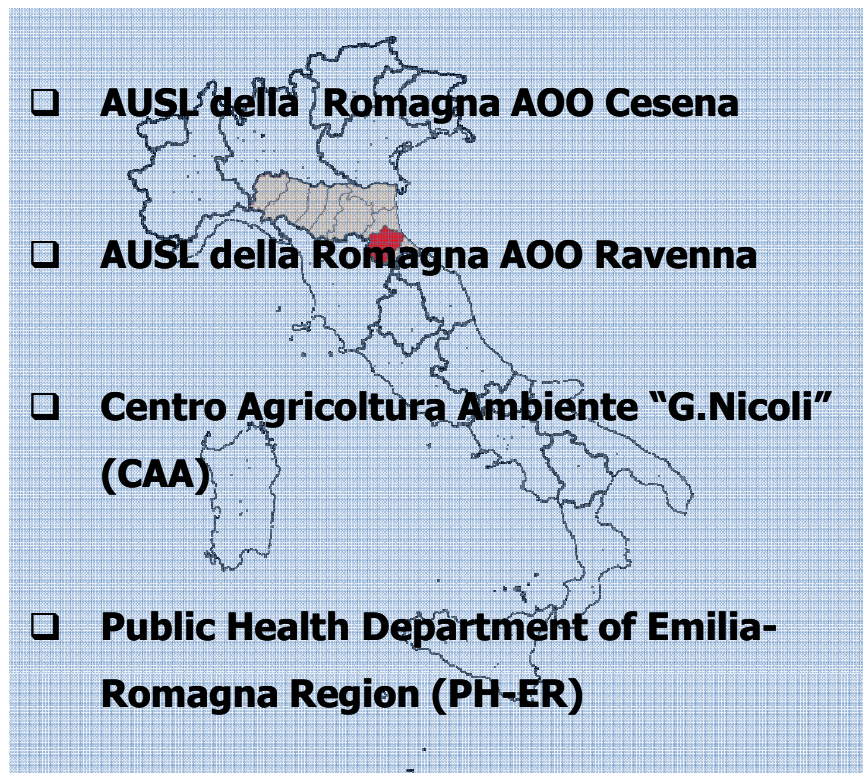 ❑ AUSL della Romagna AOO Cesena
❑ AUSL della Romagna AOO Ravenna
❑ Centro Agricoltura Ambiente “G.Nicoli”
(CAA)
❑ Public Health Department of Emilia-
Romagna Region (PH-ER)